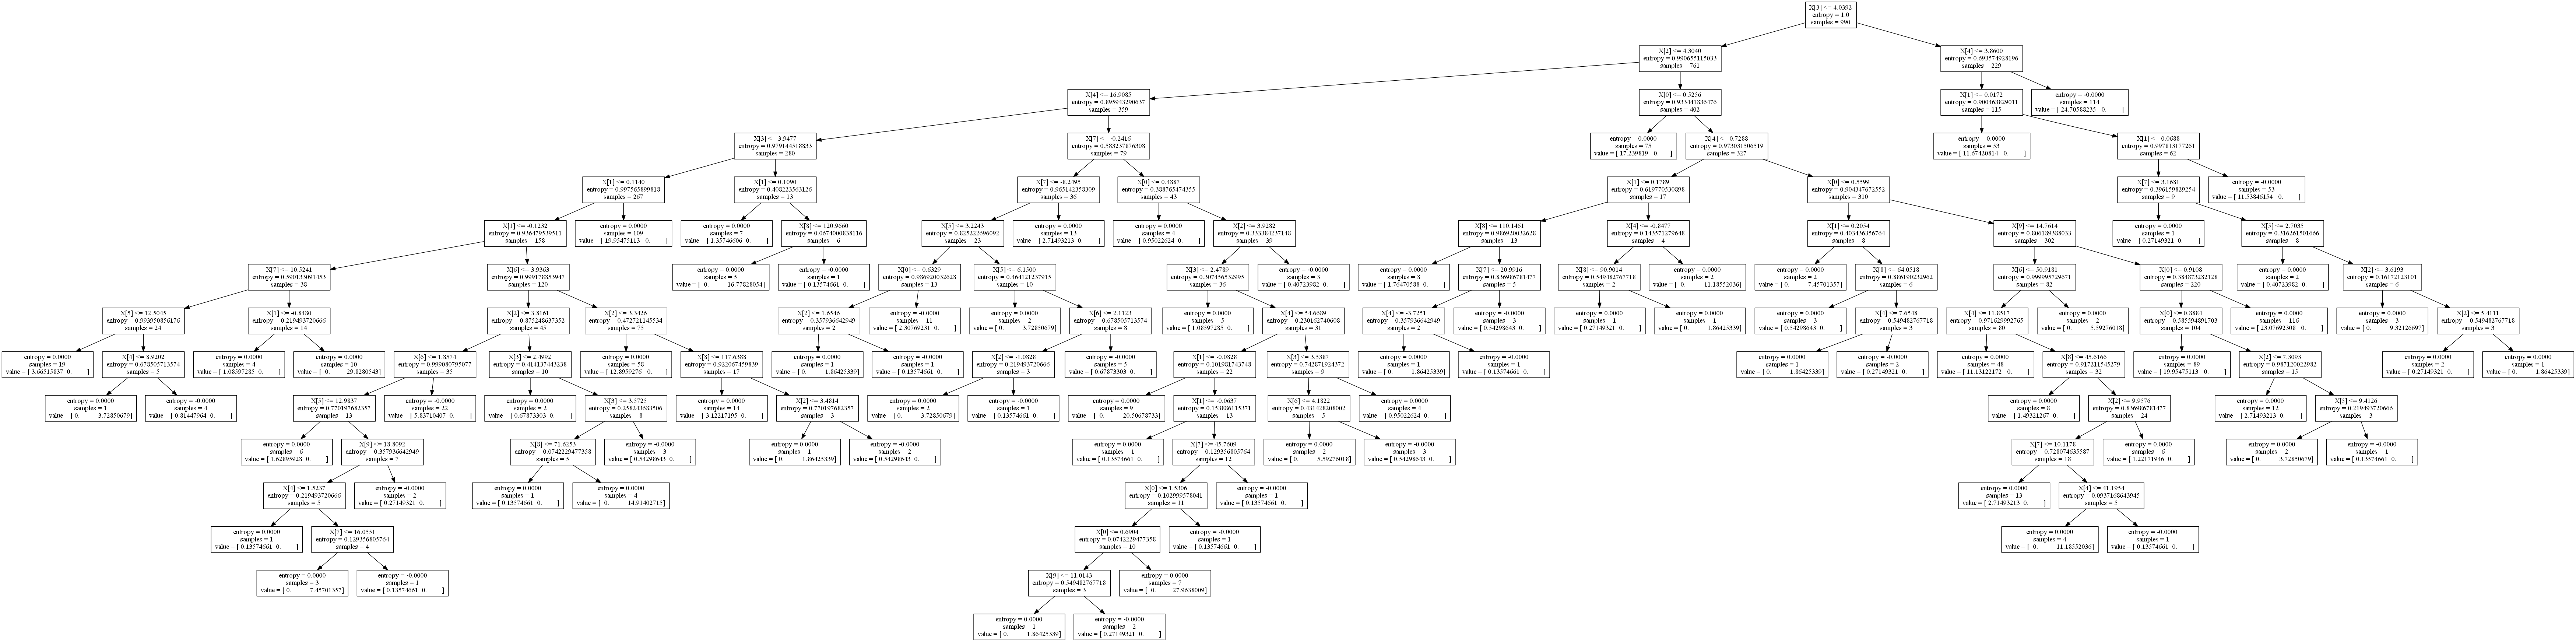 X[3] <= 4.0392
entropy = 1.0
samples = 990
X[2] <= 4.3040
entropy = 0.990655115033
samples = 761
X[4] <= 3.8600
entropy = 0.693574928196
samples = 229
X[4] <= 16.9085
entropy = 0.895943290637
samples = 359
X[0] <= 0.5256
entropy = 0.933441836476
samples = 402
X[1] <= 0.0172
entropy = 0.900463829011
samples = 115
entropy = -0.0000
samples = 114
value = [ 24.70588235 0. ]
X[3] <= 3.9477
entropy = 0.979144518833
samples = 280
X[7] <= -0.2416
entropy = 0.583237876308
samples = 79
entropy = 0.0000
samples = 75
value = [ 17.239819 0. ]
X[4] <= 0.7288
entropy = 0.973031506519
samples = 327
entropy = 0.0000
samples = 53
value = [ 11.67420814 0. ]
X[1] <= 0.0688
entropy = 0.997813177261
samples = 62
X[1] <= 0.1140
entropy = 0.997565899818
samples = 267
X[1] <= 0.1090
entropy = 0.408223563126
samples = 13
X[7] <= -8.2495
entropy = 0.965142358309
samples = 36
X[0] <= 0.4887
entropy = 0.388765474355
samples = 43
X[1] <= 0.1789
entropy = 0.619770530898
samples = 17
X[0] <= 0.5599
entropy = 0.904347672552
samples = 310
X[7] <= 3.1681
entropy = 0.396159829254
samples = 9
entropy = -0.0000
samples = 53
value = [ 11.53846154 0. ]
X[1] <= -0.1232
entropy = 0.936479539511
samples = 158
entropy = 0.0000
samples = 109
value = [ 19.95475113 0. ]
entropy = 0.0000
samples = 7
value = [ 1.35746606 0. ]
X[8] <= 120.9660
entropy = 0.0674000838116
samples = 6
X[5] <= 3.2243
entropy = 0.825222696092
samples = 23
entropy = 0.0000
samples = 13
value = [ 2.71493213 0. ]
entropy = 0.0000
samples = 4
value = [ 0.95022624 0. ]
X[2] <= 3.9282
entropy = 0.333384237148
samples = 39
X[8] <= 110.1461
entropy = 0.986920032628
samples = 13
X[4] <= -0.8477
entropy = 0.143571279648
samples = 4
X[1] <= 0.2054
entropy = 0.403436356764
samples = 8
X[9] <= 14.7614
entropy = 0.806189388033
samples = 302
entropy = 0.0000
samples = 1
value = [ 0.27149321 0. ]
X[5] <= 2.7035
entropy = 0.316261501666
samples = 8
X[7] <= 10.5241
entropy = 0.590133091453
samples = 38
X[6] <= 3.9363
entropy = 0.999178853947
samples = 120
entropy = 0.0000
samples = 5
value = [ 0. 16.77828054]
entropy = -0.0000
samples = 1
value = [ 0.13574661 0. ]
X[0] <= 0.6329
entropy = 0.986920032628
samples = 13
X[5] <= 6.1500
entropy = 0.464121237915
samples = 10
X[3] <= 2.4789
entropy = 0.307456532995
samples = 36
entropy = -0.0000
samples = 3
value = [ 0.40723982 0. ]
entropy = 0.0000
samples = 8
value = [ 1.76470588 0. ]
X[7] <= 20.9916
entropy = 0.836986781477
samples = 5
X[8] <= 90.9014
entropy = 0.549482767718
samples = 2
entropy = 0.0000
samples = 2
value = [ 0. 11.18552036]
entropy = 0.0000
samples = 2
value = [ 0. 7.45701357]
X[8] <= 64.0518
entropy = 0.886190232962
samples = 6
X[6] <= 50.9181
entropy = 0.999995729671
samples = 82
X[0] <= 0.9108
entropy = 0.384873282128
samples = 220
entropy = 0.0000
samples = 2
value = [ 0.40723982 0. ]
X[2] <= 3.6193
entropy = 0.16172123101
samples = 6
X[5] <= 12.5045
entropy = 0.993950856176
samples = 24
X[1] <= -0.8480
entropy = 0.219493720666
samples = 14
X[2] <= 3.8161
entropy = 0.875248637352
samples = 45
X[2] <= 3.3426
entropy = 0.472721145534
samples = 75
X[2] <= 1.6546
entropy = 0.357936642949
samples = 2
entropy = -0.0000
samples = 11
value = [ 2.30769231 0. ]
entropy = 0.0000
samples = 2
value = [ 0. 3.72850679]
X[6] <= 2.1123
entropy = 0.678505713574
samples = 8
entropy = 0.0000
samples = 5
value = [ 1.08597285 0. ]
X[4] <= 54.6689
entropy = 0.230162740608
samples = 31
X[4] <= -3.7251
entropy = 0.357936642949
samples = 2
entropy = -0.0000
samples = 3
value = [ 0.54298643 0. ]
entropy = 0.0000
samples = 1
value = [ 0.27149321 0. ]
entropy = 0.0000
samples = 1
value = [ 0. 1.86425339]
entropy = 0.0000
samples = 3
value = [ 0.54298643 0. ]
X[4] <= 7.6548
entropy = 0.549482767718
samples = 3
X[4] <= 11.8517
entropy = 0.971629992765
samples = 80
entropy = 0.0000
samples = 2
value = [ 0. 5.59276018]
X[0] <= 0.8884
entropy = 0.585594891703
samples = 104
entropy = 0.0000
samples = 116
value = [ 23.07692308 0. ]
entropy = 0.0000
samples = 3
value = [ 0. 9.32126697]
X[2] <= 5.4111
entropy = 0.549482767718
samples = 3
entropy = 0.0000
samples = 19
value = [ 3.66515837 0. ]
X[4] <= 8.9202
entropy = 0.678505713574
samples = 5
entropy = 0.0000
samples = 4
value = [ 1.08597285 0. ]
entropy = 0.0000
samples = 10
value = [ 0. 29.8280543]
X[6] <= 1.8574
entropy = 0.999080795077
samples = 35
X[3] <= 2.4992
entropy = 0.414137443238
samples = 10
entropy = 0.0000
samples = 58
value = [ 12.8959276 0. ]
X[8] <= 117.6388
entropy = 0.922067459839
samples = 17
entropy = 0.0000
samples = 1
value = [ 0. 1.86425339]
entropy = -0.0000
samples = 1
value = [ 0.13574661 0. ]
X[2] <= -1.0828
entropy = 0.219493720666
samples = 3
entropy = -0.0000
samples = 5
value = [ 0.67873303 0. ]
X[1] <= -0.0828
entropy = 0.101981743748
samples = 22
X[3] <= 3.5387
entropy = 0.742871924372
samples = 9
entropy = 0.0000
samples = 1
value = [ 0. 1.86425339]
entropy = -0.0000
samples = 1
value = [ 0.13574661 0. ]
entropy = 0.0000
samples = 1
value = [ 0. 1.86425339]
entropy = -0.0000
samples = 2
value = [ 0.27149321 0. ]
entropy = 0.0000
samples = 48
value = [ 11.13122172 0. ]
X[8] <= 45.6166
entropy = 0.917211545279
samples = 32
entropy = 0.0000
samples = 89
value = [ 19.95475113 0. ]
X[2] <= 7.3093
entropy = 0.987120022982
samples = 15
entropy = 0.0000
samples = 2
value = [ 0.27149321 0. ]
entropy = 0.0000
samples = 1
value = [ 0. 1.86425339]
entropy = 0.0000
samples = 1
value = [ 0. 3.72850679]
entropy = -0.0000
samples = 4
value = [ 0.81447964 0. ]
X[5] <= 12.9837
entropy = 0.770197682357
samples = 13
entropy = -0.0000
samples = 22
value = [ 5.83710407 0. ]
entropy = 0.0000
samples = 2
value = [ 0.67873303 0. ]
X[3] <= 3.5725
entropy = 0.258243683506
samples = 8
entropy = 0.0000
samples = 14
value = [ 3.12217195 0. ]
X[2] <= 3.4814
entropy = 0.770197682357
samples = 3
entropy = 0.0000
samples = 2
value = [ 0. 3.72850679]
entropy = -0.0000
samples = 1
value = [ 0.13574661 0. ]
entropy = 0.0000
samples = 9
value = [ 0. 20.50678733]
X[1] <= -0.0637
entropy = 0.153886115371
samples = 13
X[6] <= 4.1822
entropy = 0.431428208002
samples = 5
entropy = 0.0000
samples = 4
value = [ 0.95022624 0. ]
entropy = 0.0000
samples = 8
value = [ 1.49321267 0. ]
X[2] <= 9.9576
entropy = 0.836986781477
samples = 24
entropy = 0.0000
samples = 12
value = [ 2.71493213 0. ]
X[5] <= 9.4126
entropy = 0.219493720666
samples = 3
entropy = 0.0000
samples = 6
value = [ 1.62895928 0. ]
X[9] <= 18.8092
entropy = 0.357936642949
samples = 7
X[8] <= 71.6253
entropy = 0.0742229477358
samples = 5
entropy = -0.0000
samples = 3
value = [ 0.54298643 0. ]
entropy = 0.0000
samples = 1
value = [ 0. 1.86425339]
entropy = -0.0000
samples = 2
value = [ 0.54298643 0. ]
entropy = 0.0000
samples = 1
value = [ 0.13574661 0. ]
X[7] <= 45.7609
entropy = 0.129356805764
samples = 12
entropy = 0.0000
samples = 2
value = [ 0. 5.59276018]
entropy = -0.0000
samples = 3
value = [ 0.54298643 0. ]
X[7] <= 10.1178
entropy = 0.728074635587
samples = 18
entropy = 0.0000
samples = 6
value = [ 1.22171946 0. ]
entropy = 0.0000
samples = 2
value = [ 0. 3.72850679]
entropy = -0.0000
samples = 1
value = [ 0.13574661 0. ]
X[4] <= 1.5237
entropy = 0.219493720666
samples = 5
entropy = -0.0000
samples = 2
value = [ 0.27149321 0. ]
entropy = 0.0000
samples = 1
value = [ 0.13574661 0. ]
entropy = 0.0000
samples = 4
value = [ 0. 14.91402715]
X[0] <= 1.5306
entropy = 0.102999578041
samples = 11
entropy = -0.0000
samples = 1
value = [ 0.13574661 0. ]
entropy = 0.0000
samples = 13
value = [ 2.71493213 0. ]
X[4] <= 41.1954
entropy = 0.0937168643945
samples = 5
entropy = 0.0000
samples = 1
value = [ 0.13574661 0. ]
X[7] <= 16.0551
entropy = 0.129356805764
samples = 4
X[0] <= 0.6904
entropy = 0.0742229477358
samples = 10
entropy = -0.0000
samples = 1
value = [ 0.13574661 0. ]
entropy = 0.0000
samples = 4
value = [ 0. 11.18552036]
entropy = -0.0000
samples = 1
value = [ 0.13574661 0. ]
entropy = 0.0000
samples = 3
value = [ 0. 7.45701357]
entropy = -0.0000
samples = 1
value = [ 0.13574661 0. ]
X[9] <= 11.0143
entropy = 0.549482767718
samples = 3
entropy = 0.0000
samples = 7
value = [ 0. 27.9638009]
entropy = 0.0000
samples = 1
value = [ 0. 1.86425339]
entropy = -0.0000
samples = 2
value = [ 0.27149321 0. ]